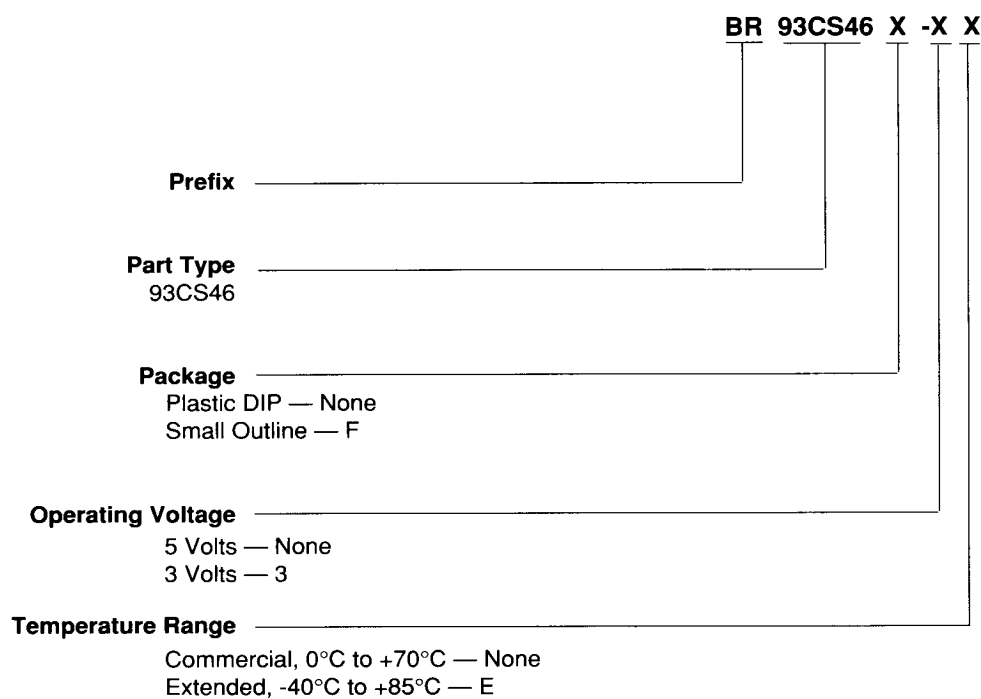 BR 93CS46 X -X X
Prefix
Part Type
93CS46
Package
Plastic DIP — None
Small Outline — F
Operating Voltage
5 Volts — None
3 Volts — 3
Temperature Range
Commercial, 0°C to +70°C — None
Extended, -40°C to +85°C — E